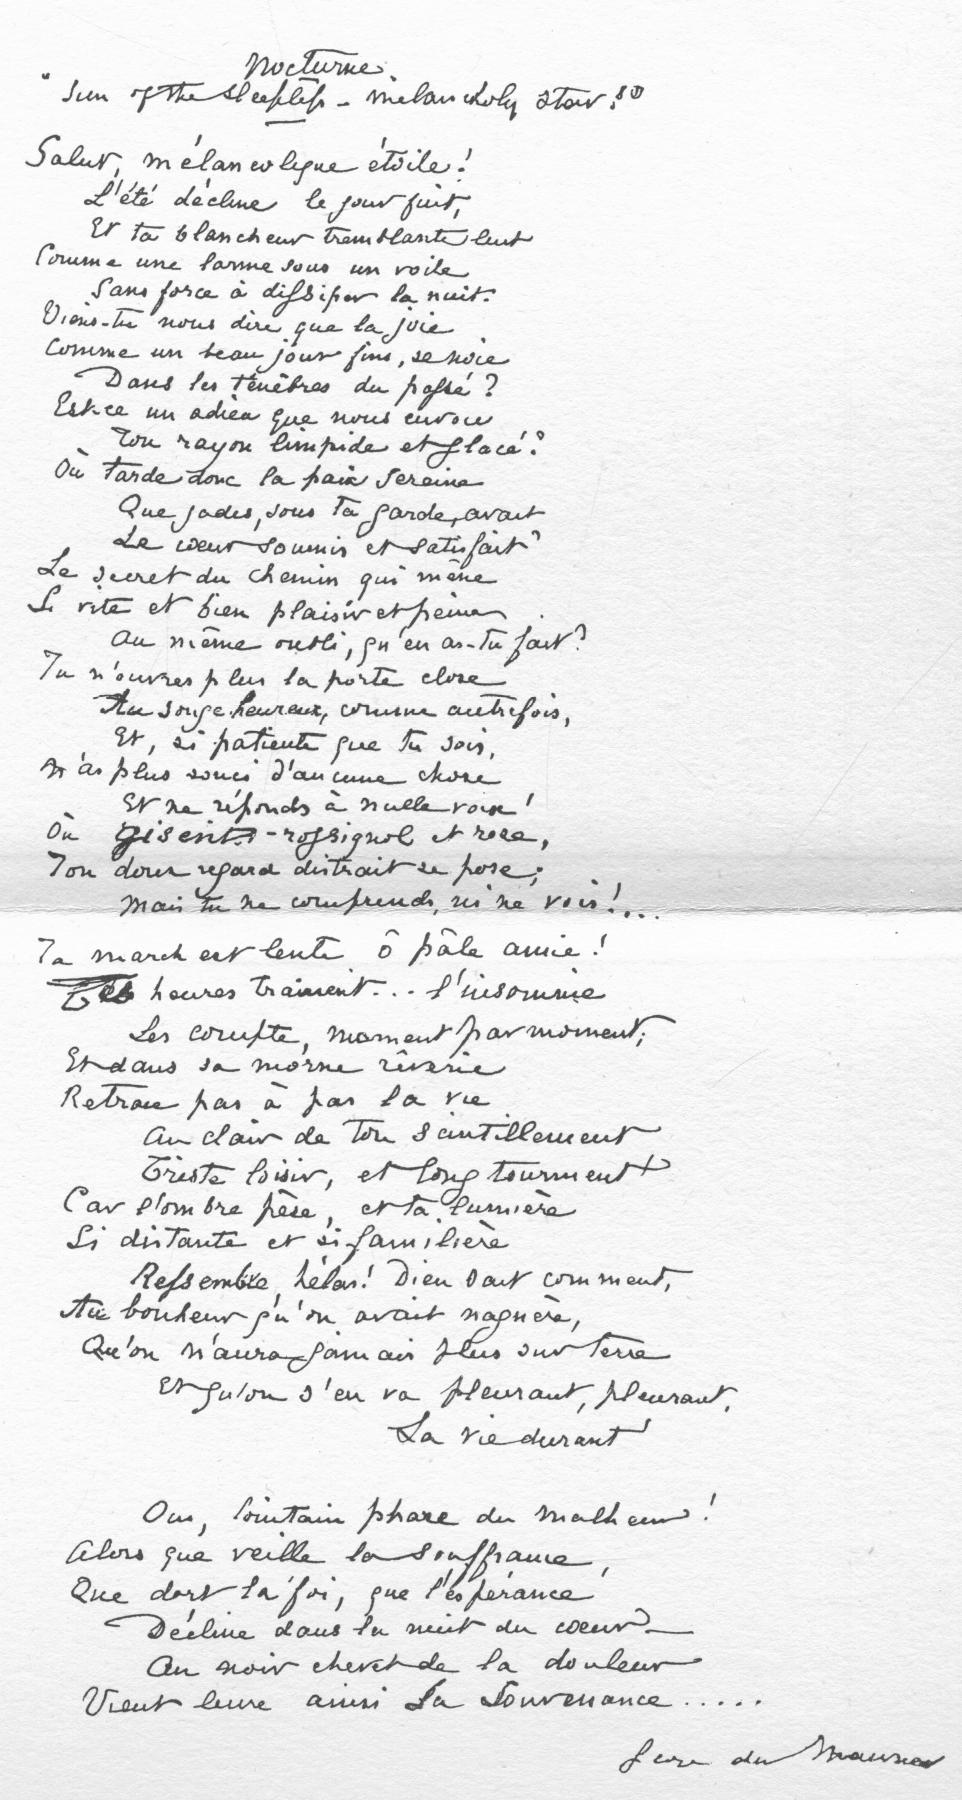 Nocturne.
"Sun of the sleepless - melancholy star!"
Salut, mélancolique étoile!
L'été décline le jour fuit,
Et ta blancheur tremblante luit
Comme une larme sous un voile
Sans force à dissiper la nuit.
Viens-tu nous dire que la joie
Comme un beau jour fini, se noie
Dans les ténèbres du passé?
Est-ce un adieu que nous envoie
Ton rayon limpide et glacé?
Où tarde donc la paix sereine
Que jadis, sous ta garde, avait
Le cœur soumis et satisfait?
Le secret du chemin qui mène
Si vite et bien plaisir et peine
Au même oubli, qu'en as-tu fait?
Tu n'ouvres plus la porte close
Au songe heureux, comme autrefois,
Et, si patiente que tu sois,
N'as plus souci d'aucune chose
Et ne réponds à nulle voix!
Où gisent - rossignol et rose,
Ton doux regard distrait se pose;
Mais tu ne comprends, ni ne vois!...
Ta march est lente ô pâle amie!
Les heures trainent... l'insomnie
Les compte, moment par moment;
Et dans sa morne rêverie
Retrace pas à pas la vie
Au clair de ton scintillement
Triste loisir, et long tourment
Car l'ombre pèse, et ta lumière
Si distante et si familière
Ressemble, hélas! Dieu sait comment,
Au bonheur qu'on avait naguère,
Qu'on n'aura jamais plus sur terre
Et qu'on s'en va pleurant, pleurant,
La vie durant!
Oui, lointain phare du malheur!
Alors que veille la souffrance,
Que dort la foi, que l'espérance
Décline dans la nuit du cœur -
Au noir chevet de la douleur
Vient luire ainsi La Souvenance.....
du Maurier